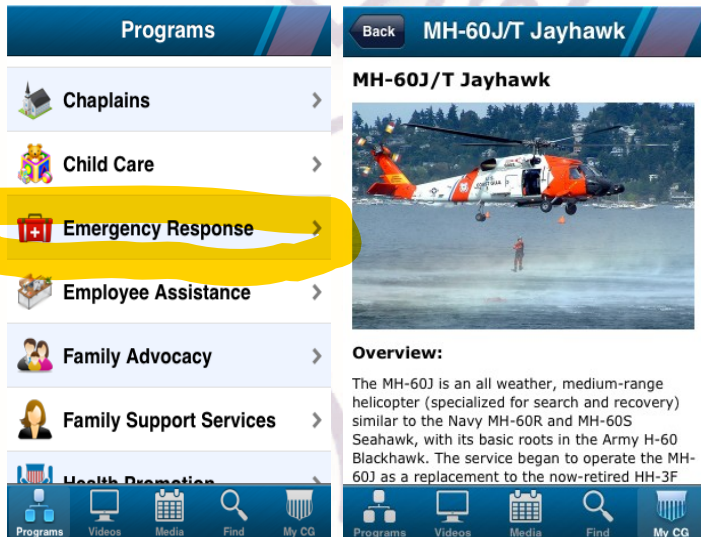 Programs
Chaplains
Child Care
Emergency Response
Employee Assistance
Family Advocacy
Family Support Services
Health Promotion
Programs Videos Media Find My CG
Back MH-60J/T Jayhawk
MH-60J/T Jayhawk
Overview:
The MH-60J is an all weather, medium-range
helicopter (specialized for search and recovery)
similar to the Navy MH-60R and MH-60S
Seahawk, with its basic roots in the Army H-60
Blackhawk. The service began to operate the MH-
60J as a replacement to the now-retired HH-3F
Programs Videos Media Find My CG